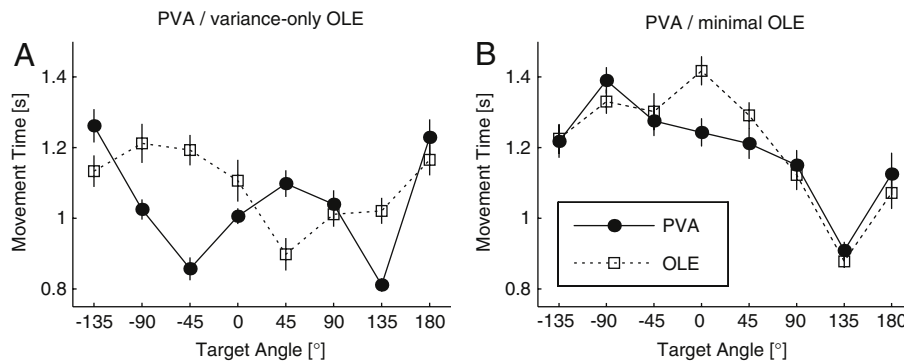 PVA / variance-only OLE
A
Movement Time [s]
1.4
1.2
1
0.8
-135 -90 -45 0 45 90 135 180
Target Angle [°]
PVA / minimal OLE
B
Movement Time [s]
1.4
1.2
1
0.8
PVA
OLE
-135 -90 -45 0 45 90 135 180
Target Angle [°]